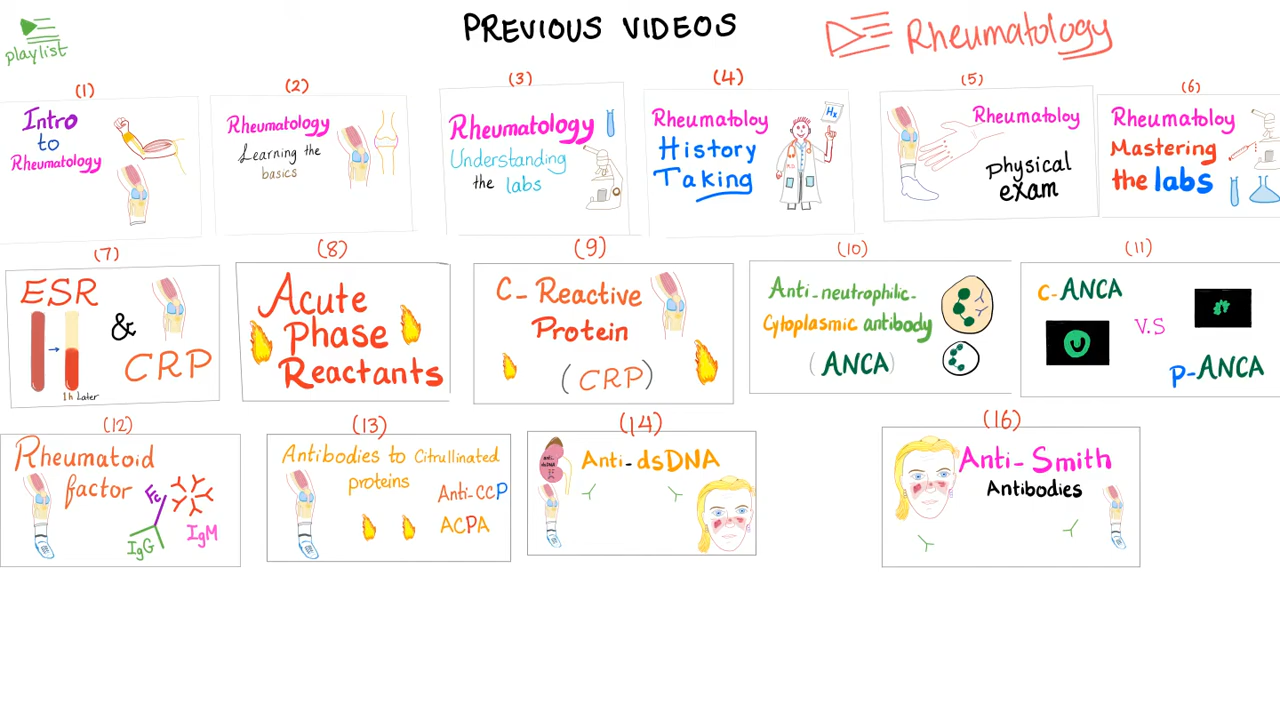 PREVIOUS VIDEOS
Rheumatology
playlist
(1)
Intro
to
Rheumatology
(2)
Rheumatology
Learning the
basics
(3)
Rheumatology
Understanding
the labs
(4)
Rheumatoloy
History
Taking
Hx
(5)
Rheumatoloy
physical
exam
(6)
Rheumatoloy
Mastering
the labs
(7)
ESR
&
CRP
1h Later
(8)
Acute
Phase
Reactants
(9)
C-Reactive
Protein
(CRP)
(10)
Anti-neutrophilic-
Cytoplasmic antibody
(ANCA)
(11)
C-ANCA
V.S
P-ANCA
(12)
Rheumatoid
factor
Fc
IgG
IgM
(13)
Antibodies to Citrullinated
proteins
Anti-CCP
ACPA
(14)
Anti-dsDNA
anti-
dsDNA
(16)
Anti-Smith
Antibodies